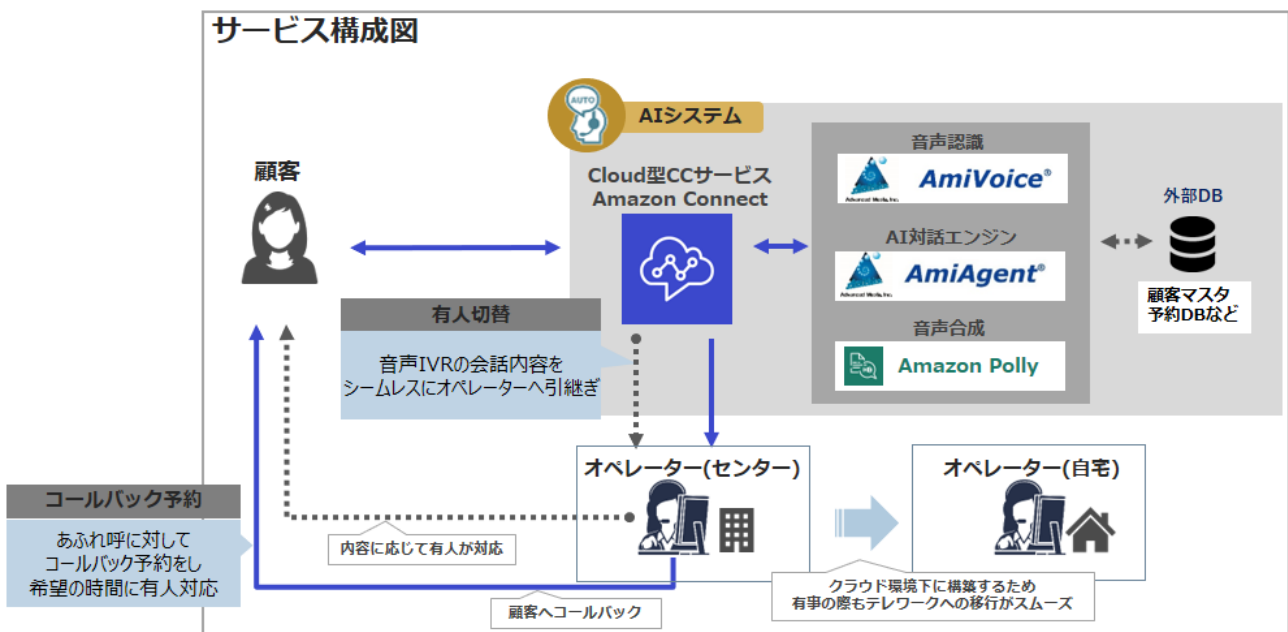 サービス構成図
AUTO
AIシステム
顧客
Cloud型CCサービス
Amazon Connect
音声認識
Advanced Media, Inc.
AmiVoice®
AI対話エンジン
Advanced Media, Inc.
AmiAgent®
音声合成
Amazon Polly
外部DB
顧客マスタ
予約DBなど
有人切替
音声IVRの会話内容を
シームレスにオペレーターへ引継ぎ
オペレーター(センター)
オペレーター(自宅)
コールバック予約
あふれ呼に対して
コールバック予約をし
希望の時間に有人対応
内容に応じて有人が対応
顧客へコールバック
クラウド環境下に構築するため
有事の際もテレワークへの移行がスムーズ